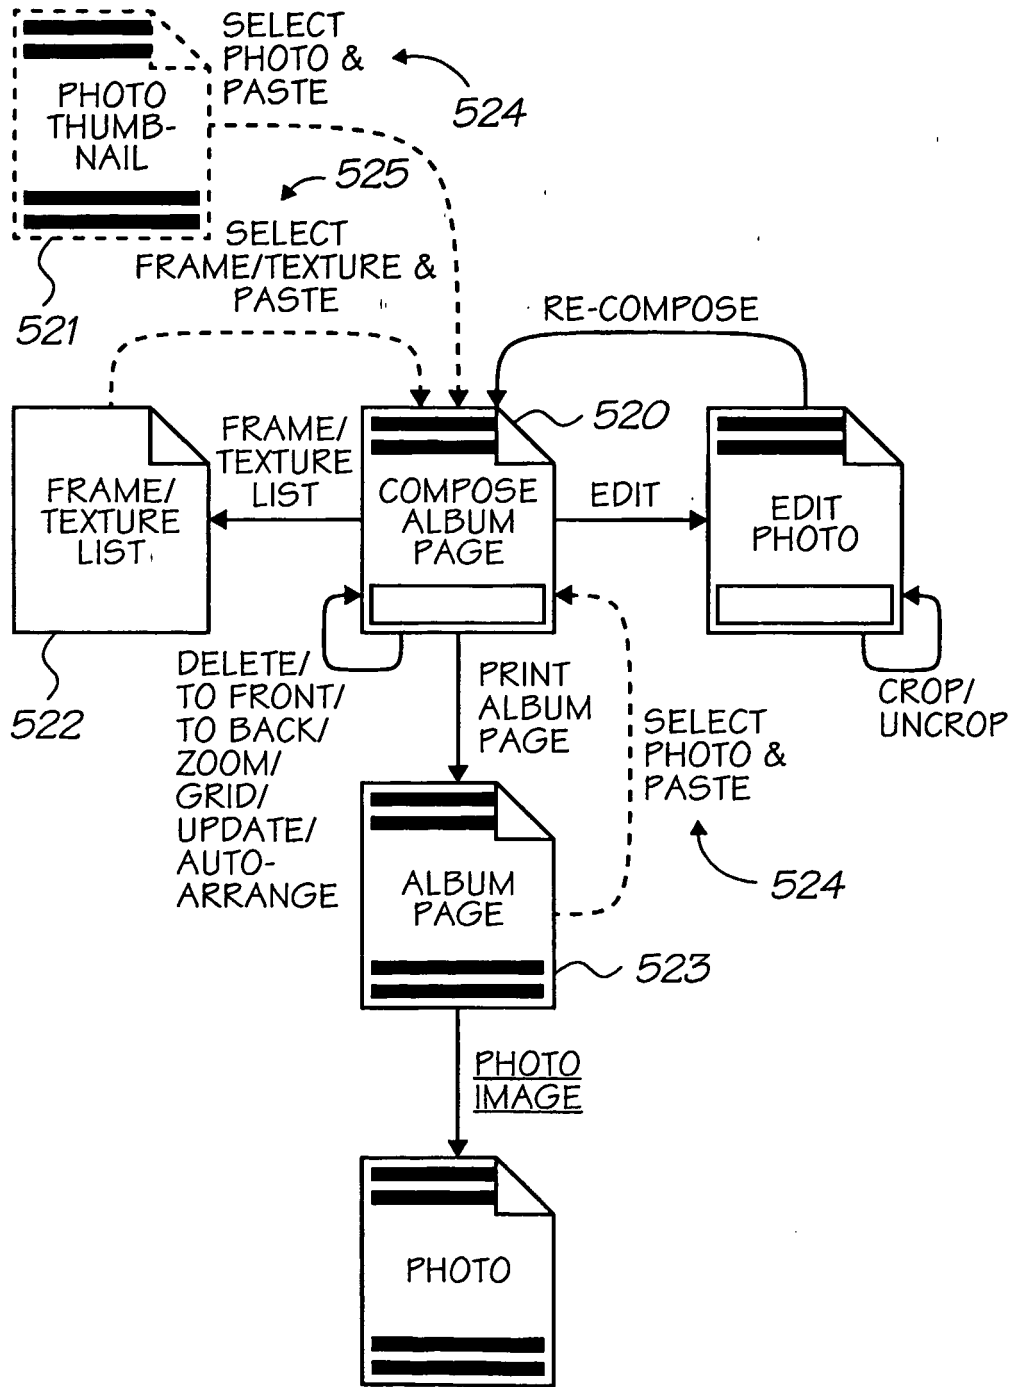 SELECT
PHOTO &
PASTE
524
PHOTO
THUMB-
NAIL
525
SELECT
FRAME/TEXTURE &
PASTE
521
RE-COMPOSE
520
FRAME/
TEXTURE
LIST
FRAME/
TEXTURE
LIST
COMPOSE
ALBUM
PAGE
EDIT
EDIT
PHOTO
522
DELETE/
TO FRONT/
TO BACK/
ZOOM/
GRID/
UPDATE/
AUTO-
ARRANGE
PRINT
ALBUM
PAGE
SELECT
PHOTO &
PASTE
CROP/
UNCROP
524
ALBUM
PAGE
523
PHOTO
IMAGE
PHOTO